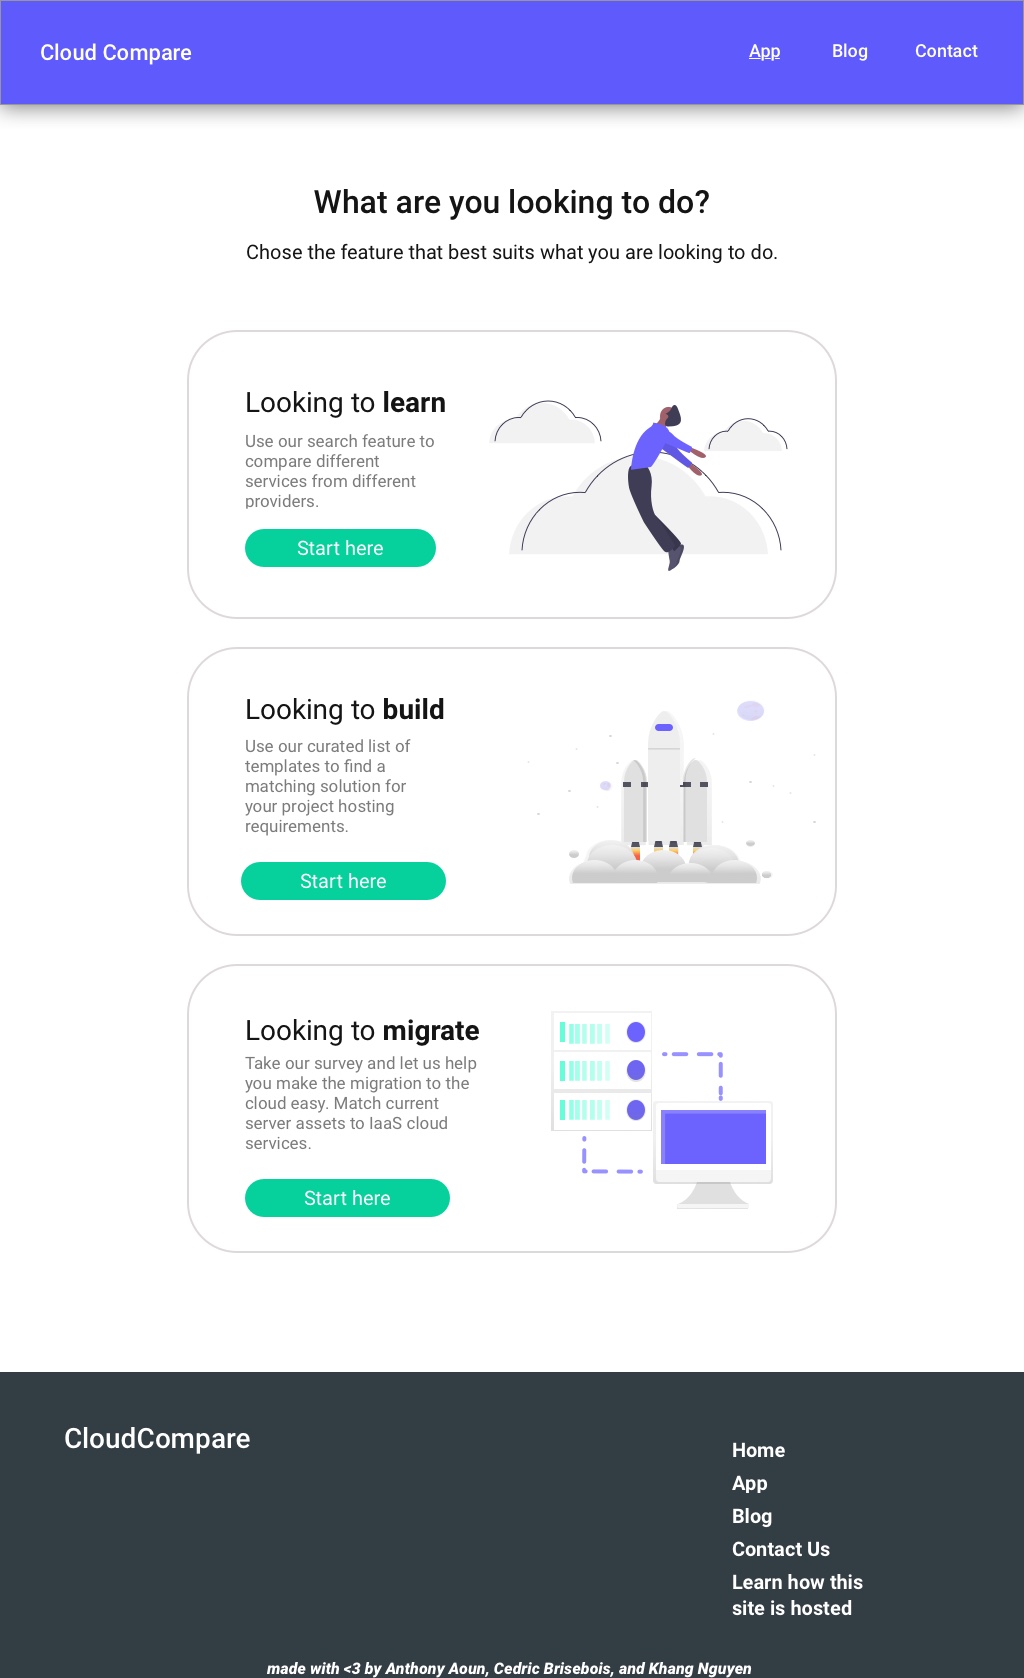 Cloud Compare
App
Blog
Contact
What are you looking to do?
Chose the feature that best suits what you are looking to do.
Looking to learn
Use our search feature to
compare different
services from different
providers.
Start here
Looking to build
Use our curated list of
templates to find a
matching solution for
your project hosting
requirements.
Start here
Looking to migrate
Take our survey and let us help
you make the migration to the
cloud easy. Match current
server assets to IaaS cloud
services.
Start here
CloudCompare
Home
App
Blog
Contact Us
Learn how this
site is hosted
made with <3 by Anthony Aoun, Cedric Brisebois, and Khang Nguyen